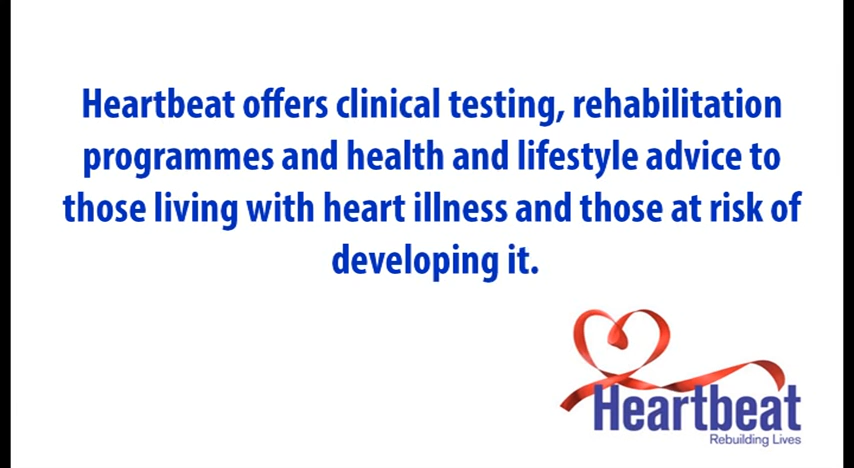 Heartbeat offers clinical testing, rehabilitation
programmes and health and lifestyle advice to
those living with heart illness and those at risk of
developing it.
Heartbeat
Rebuilding Lives